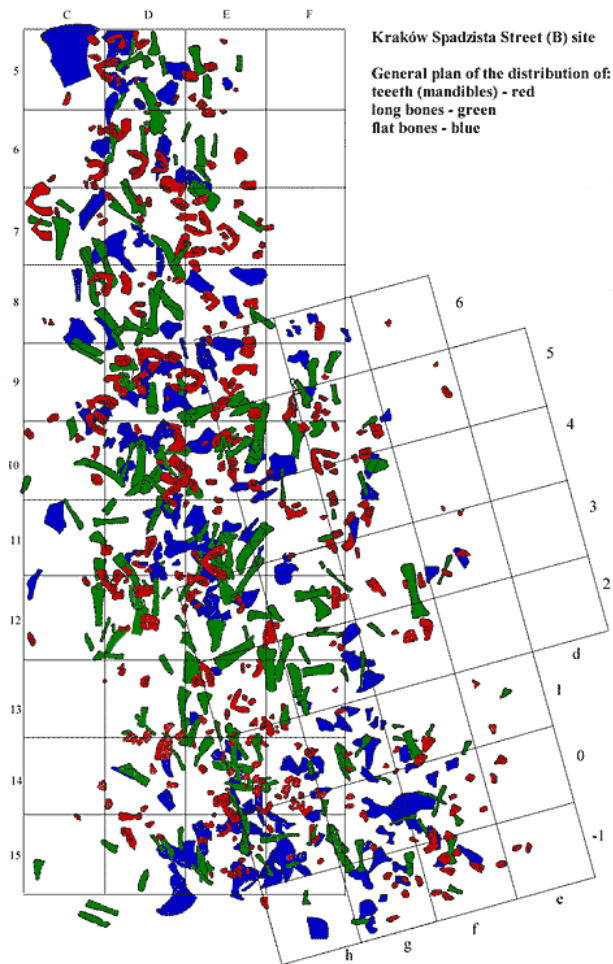 C D E F
Kraków Spadzista Street (B) site
General plan of the distribution of:
teeeth (mandibles) - red
long bones - green
flat bones - blue
5
6
7
8
9
10
11
12
13
14
15
6
5
4
3
2
d
1
0
-1
e
f
g
h